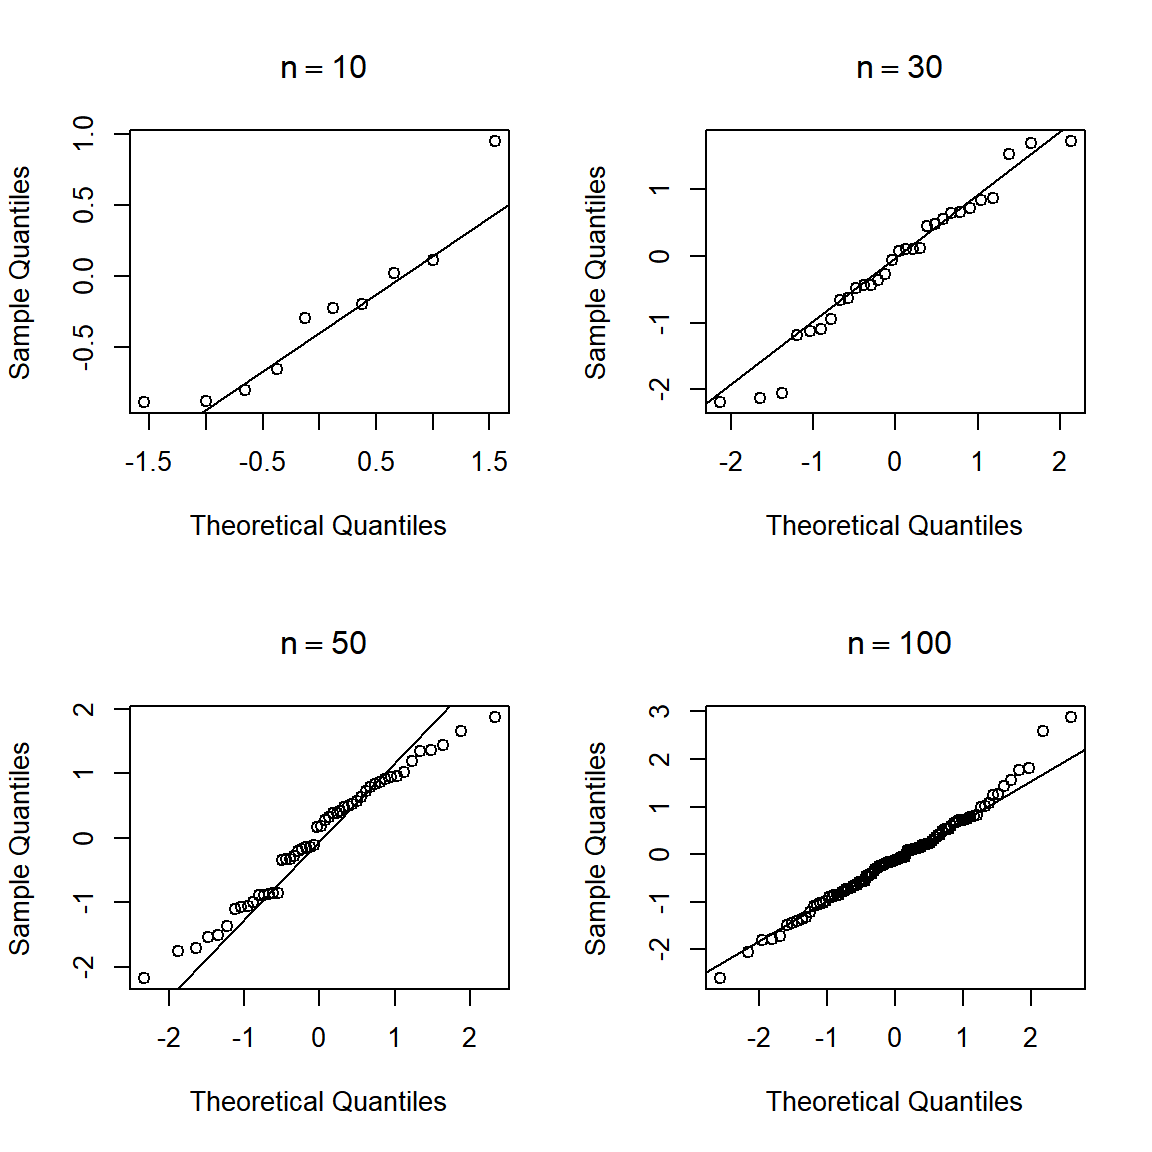 n = 10
Sample Quantiles
1.0
0.5
0.0
-0.5
-1.5
-0.5
0.5
1.5
Theoretical Quantiles
n = 30
Sample Quantiles
1
0
-1
-2
-2 -1 0 1 2
Theoretical Quantiles
n = 50
Sample Quantiles
2
1
0
-1
-2
-2 -1 0 1 2
Theoretical Quantiles
n = 100
Sample Quantiles
3
2
1
0
-1
-2
-2 -1 0 1 2
Theoretical Quantiles